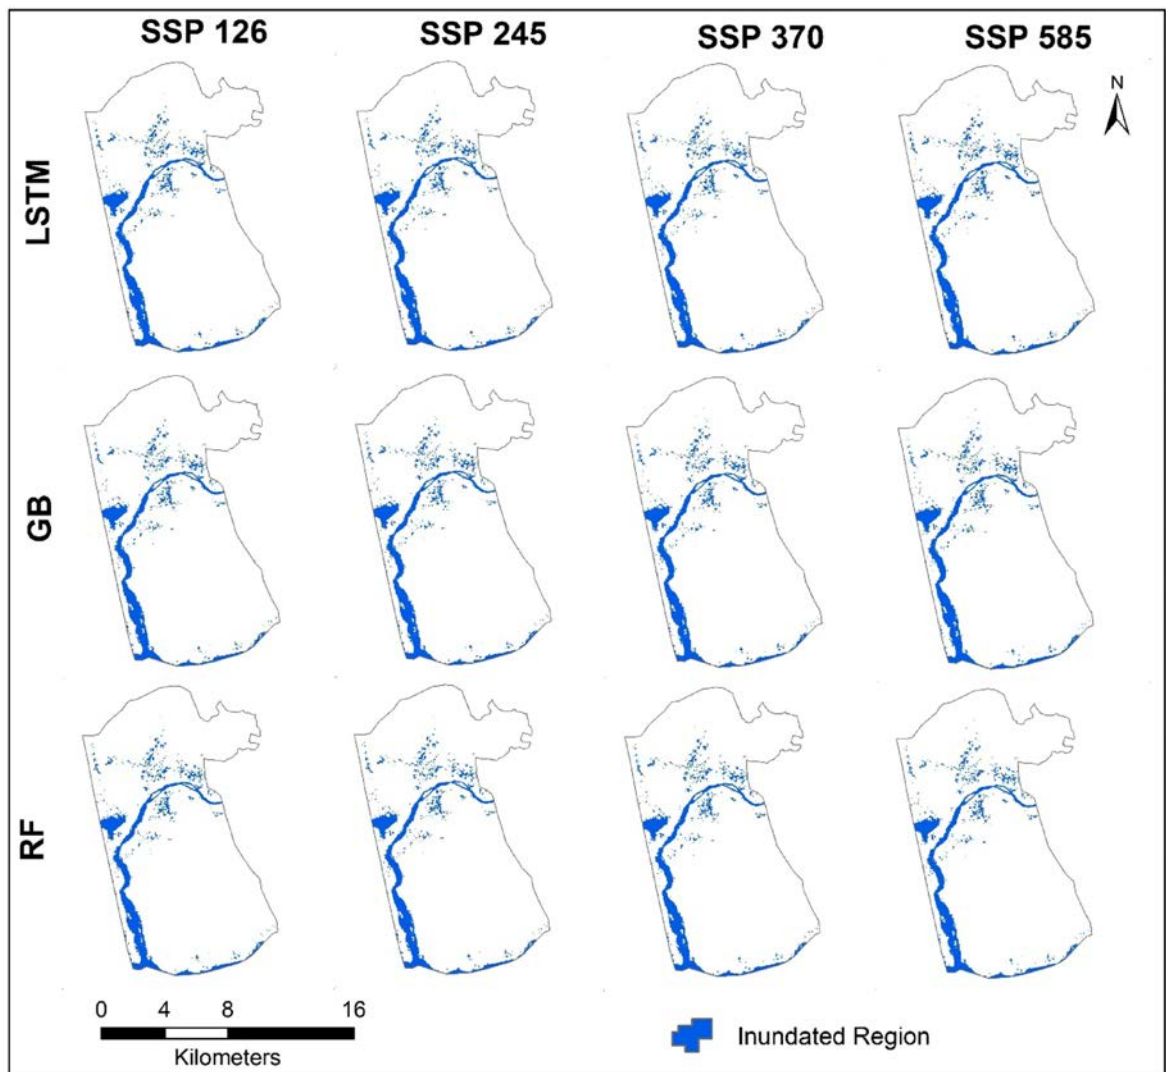 SSP 126 SSP 245 SSP 370 SSP 585
N
LSTM
GB
RF
0 4 8 16
Kilometers
Inundated Region